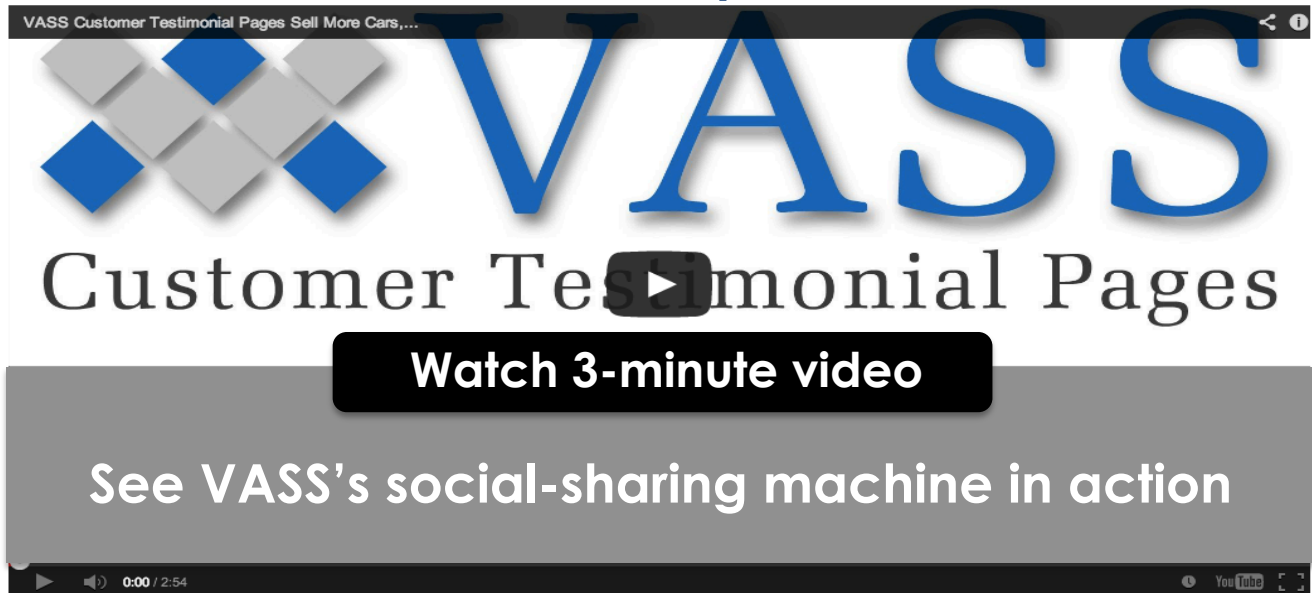 VASS Customer Testimonial Pages Sell More Cars,...
VASS
Customer Testimonial Pages
Watch 3-minute video
See VASS's social-sharing machine in action
0:00 / 2:54
YouTube